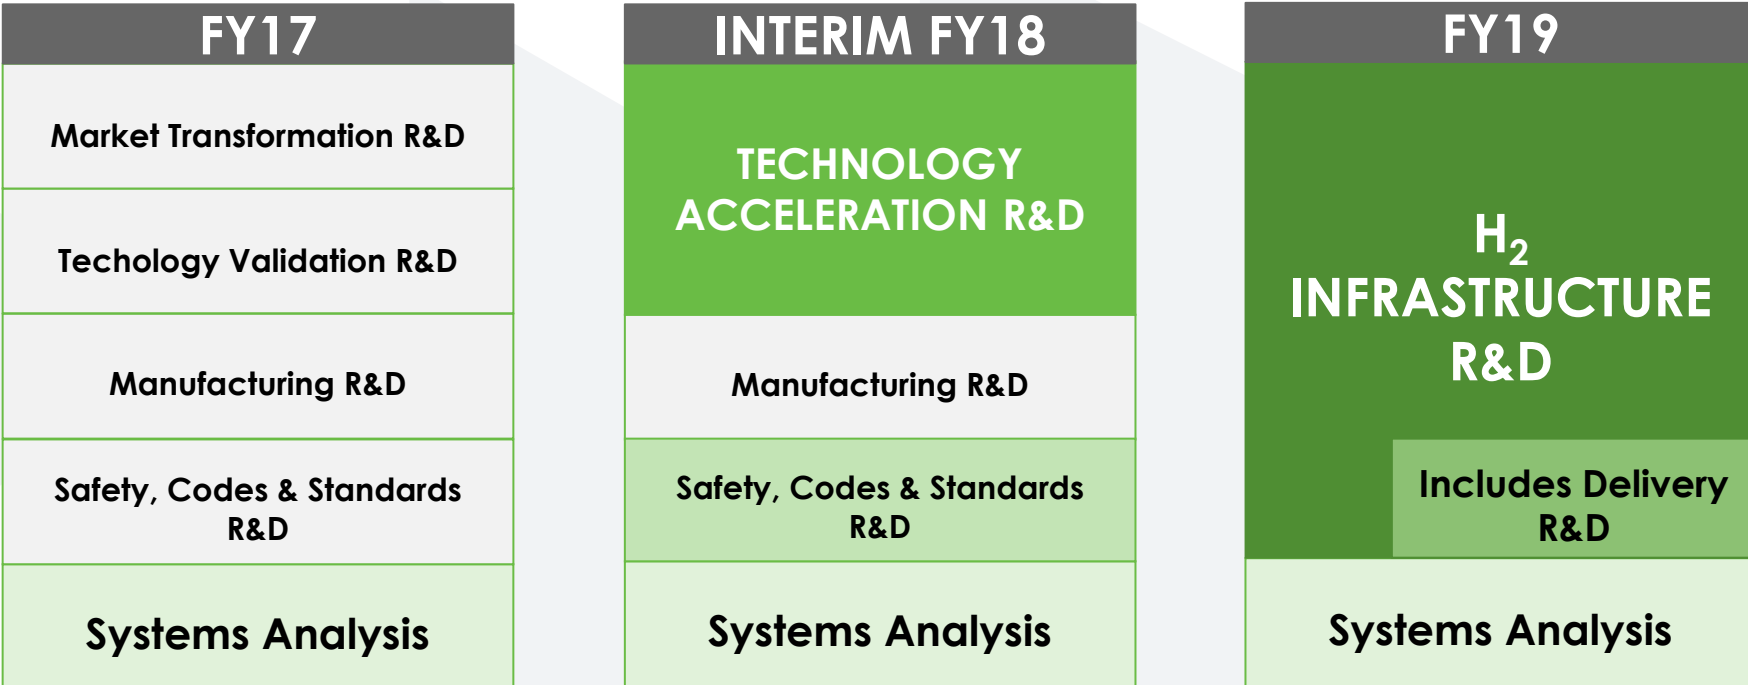 FY17
Market Transformation R&D
Techology Validation R&D
Manufacturing R&D
Safety, Codes & Standards
R&D
Systems Analysis
INTERIM FY18
TECHNOLOGY
ACCELERATION R&D
Manufacturing R&D
Safety, Codes & Standards
R&D
Systems Analysis
FY19
H₂
INFRASTRUCTURE
R&D
Includes Delivery
R&D
Systems Analysis